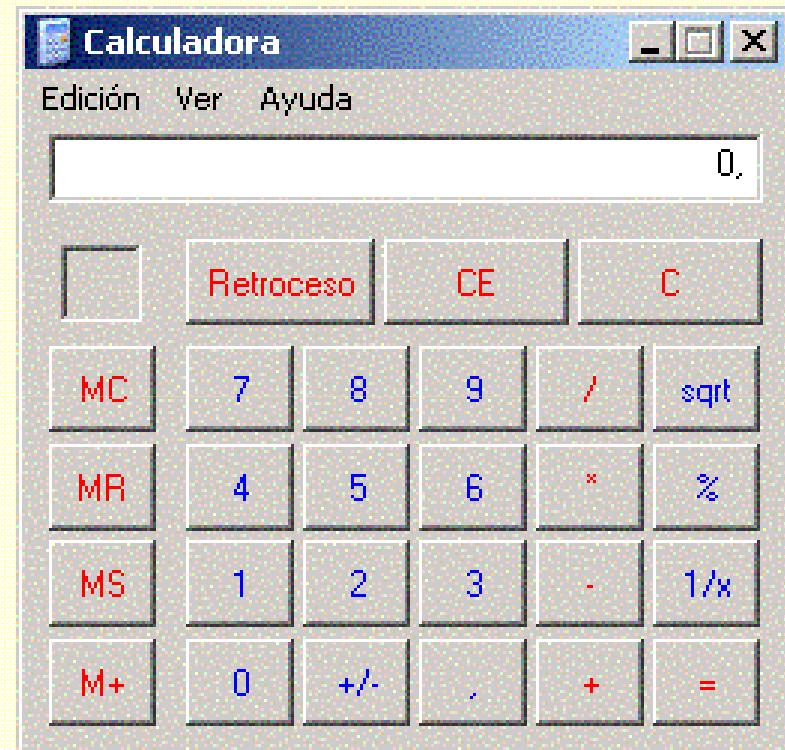 Calculadora
Edición Ver Ayuda
0,
Retroceso CE C
MC 7 8 9 / sqrt
MR 4 5 6 * %
MS 1 2 3 - 1/x
M+ 0 +/- , + =